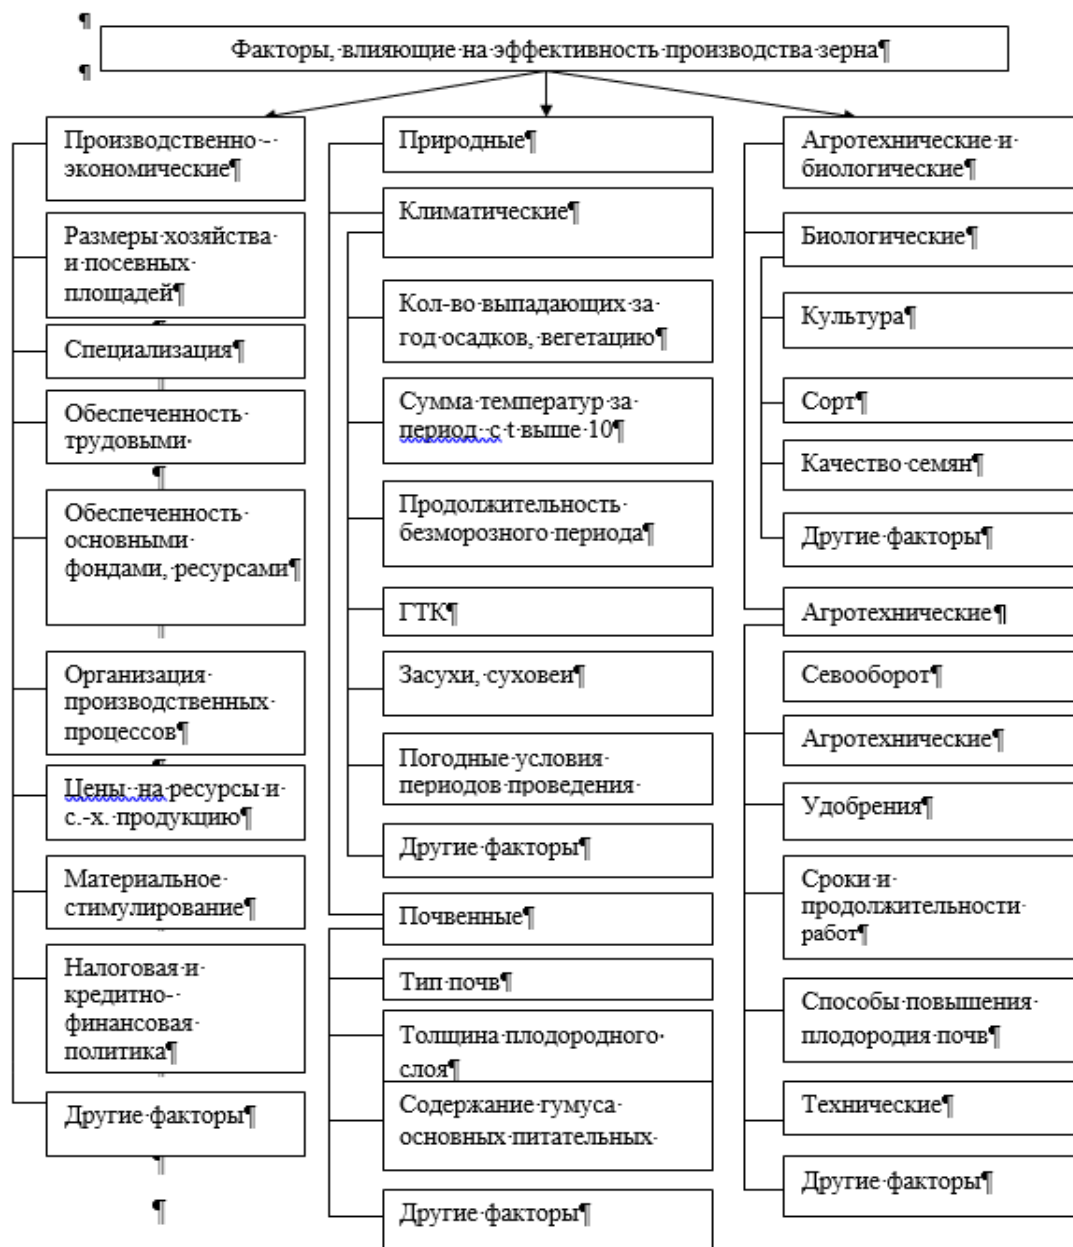 Факторы, влияющие на эффективность производства зерна¶
Производственно -
экономические¶
Размеры хозяйства
и посевных
площадей¶
Специализация¶
Обеспеченность
трудовыми
Обеспеченность
основными
фондами, ресурсами¶
Организация
производственных
процессов¶
Цены на ресурсы и
с.-х. продукцию¶
Материальное
стимулирование¶
Налоговая и
кредитно-
финансовая
политика¶
Другие факторы¶
Природные¶
Климатические¶
Кол-во выпадающих за
год осадков, вегетацию¶
Сумма температур за
период с t выше 10¶
Продолжительность
безморозного периода¶
ГТК¶
Засухи, суховеи¶
Погодные условия
периодов проведения
Другие факторы¶
Почвенные¶
Тип почв¶
Толщина плодородного
слоя¶
Содержание гумуса
основных питательных
Другие факторы¶
Агротехнические и
биологические¶
Биологические¶
Культура¶
Сорт¶
Качество семян¶
Другие факторы¶
Агротехнические¶
Севооборот¶
Агротехнические¶
Удобрения¶
Сроки и
продолжительности
работ¶
Способы повышения
плодородия почв¶
Технические¶
Другие факторы¶